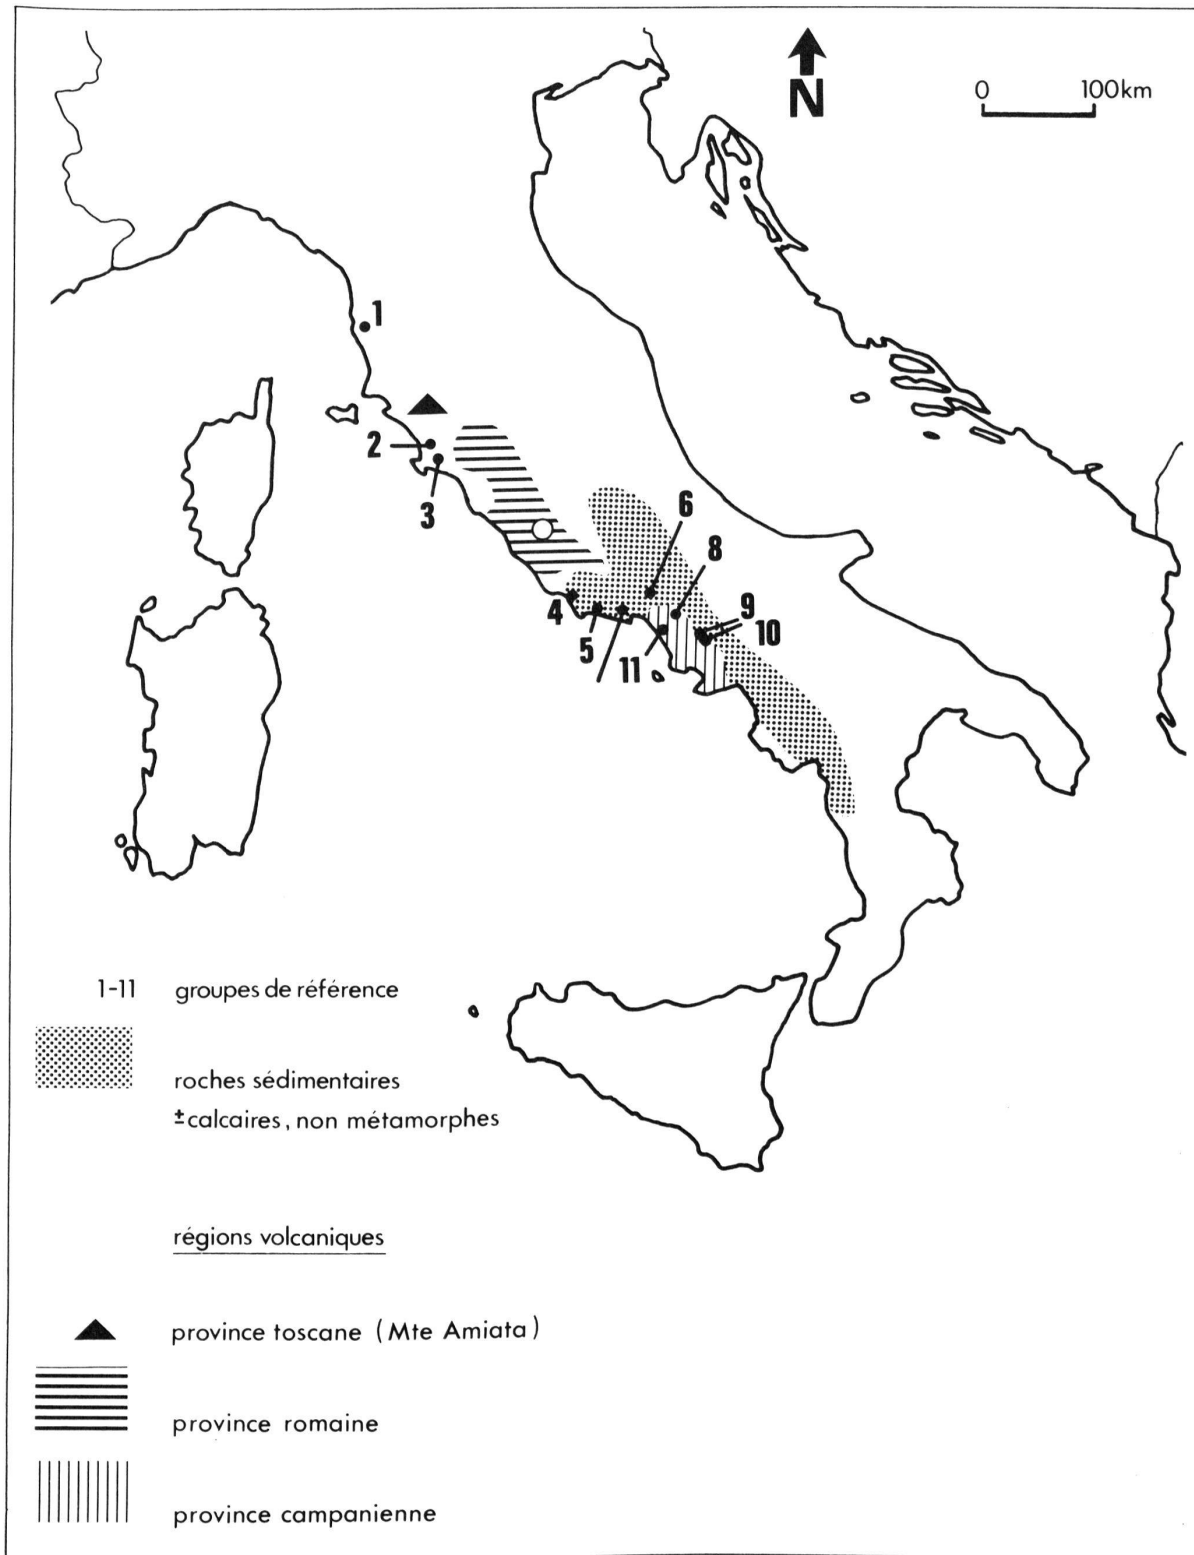 N
0 100km
1
2
3
6
8
4
5
9
10
11
1-11 groupes de référence
roches sédimentaires
±calcaires, non métamorphes
régions volcaniques
province toscane (Mte Amiata)
province romaine
province campanienne